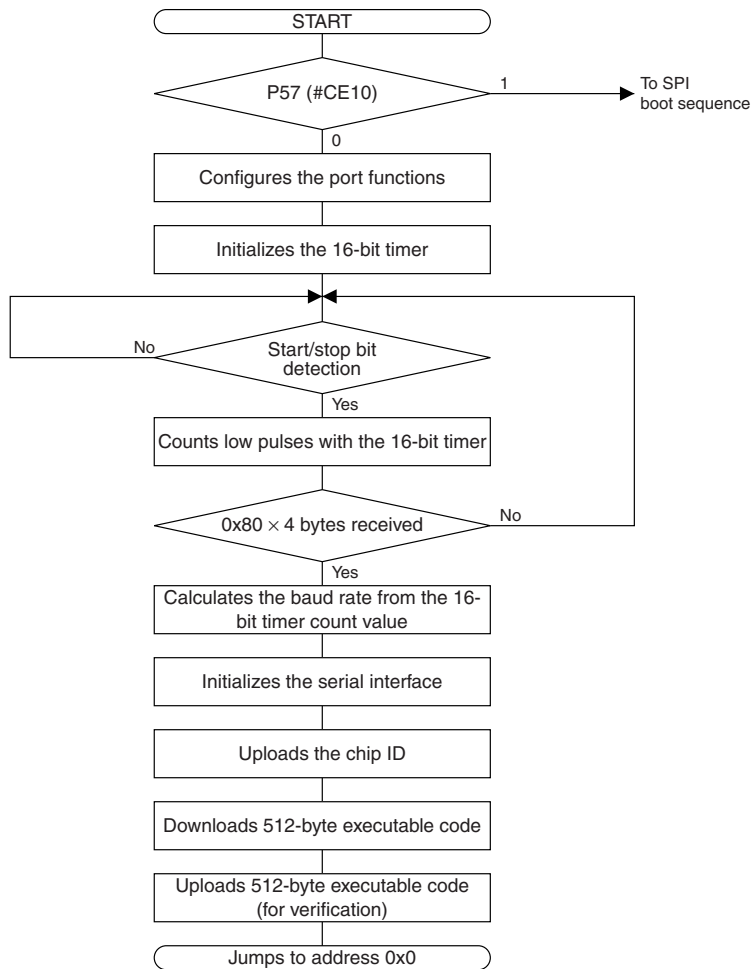 START
P57 (#CE10)
1
To SPI
boot sequence
0
Configures the port functions
Initializes the 16-bit timer
No
Start/stop bit
detection
Yes
Counts low pulses with the 16-bit timer
0x80 × 4 bytes received
No
Yes
Calculates the baud rate from the 16-
bit timer count value
Initializes the serial interface
Uploads the chip ID
Downloads 512-byte executable code
Uploads 512-byte executable code
(for verification)
Jumps to address 0x0